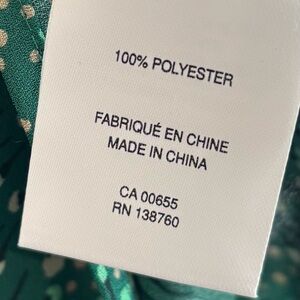 100% POLYESTER
FABRIQUÉ EN CHINE
MADE IN CHINA
CA 00655
RN 138760